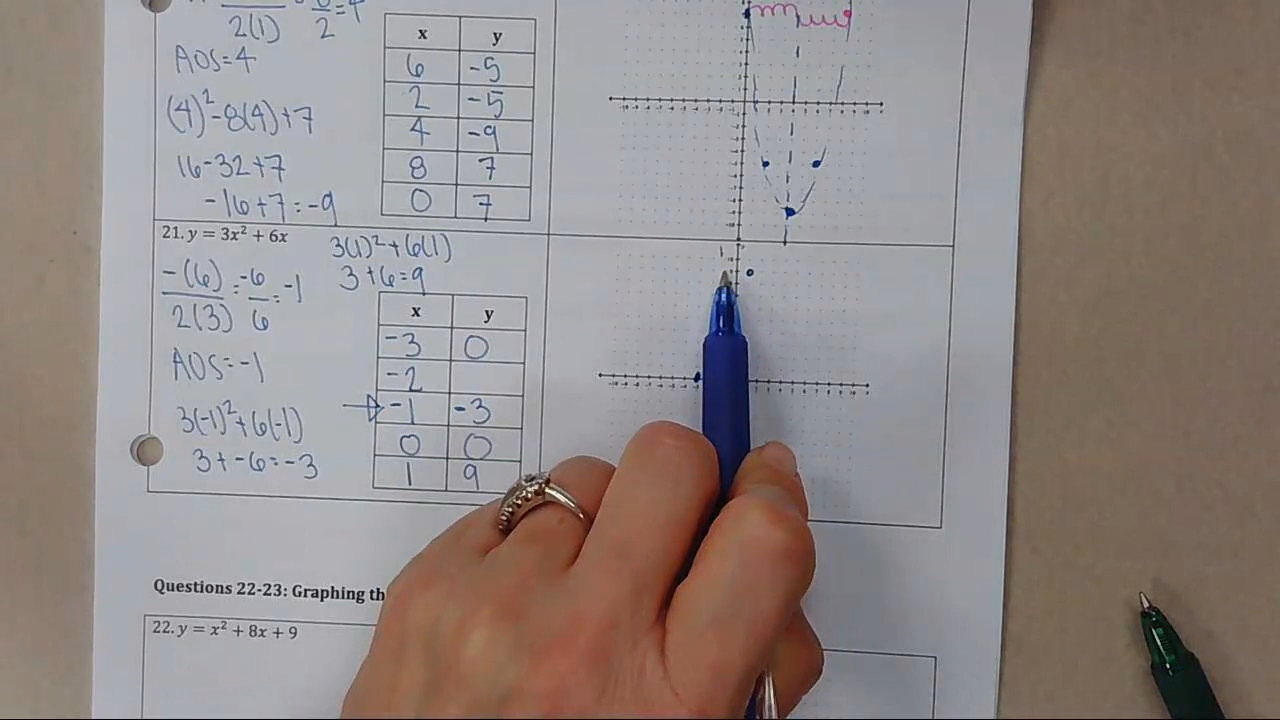 2(1) 2
AOS=4
(4)²-8(4)+7
16-32+7
-16+7=-9
x y
6 -5
2 -5
4 -9
8 7
0 7
21. y = 3x² + 6x
3(1)²+6(1)
3+6=9
-(6) = -6 = -1
2(3) 6
AOS=-1
3(-1)²+6(-1)
3+-6=-3
x y
-3 0
-2
-1 -3
0 0
1 9
Questions 22-23: Graphing th
22. y = x² + 8x + 9